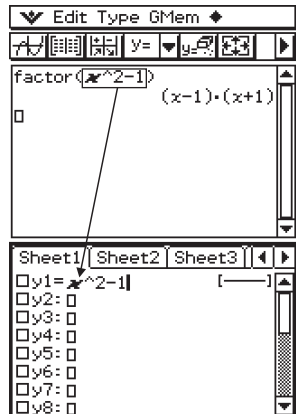 Edit Type GMem
y= y=
factor(x^2-1)
(x-1)·(x+1)
Sheet1 Sheet2 Sheet3
y1=x^2-1 [—]
y2:
y3:
y4:
y5:
y6:
y7:
y8: